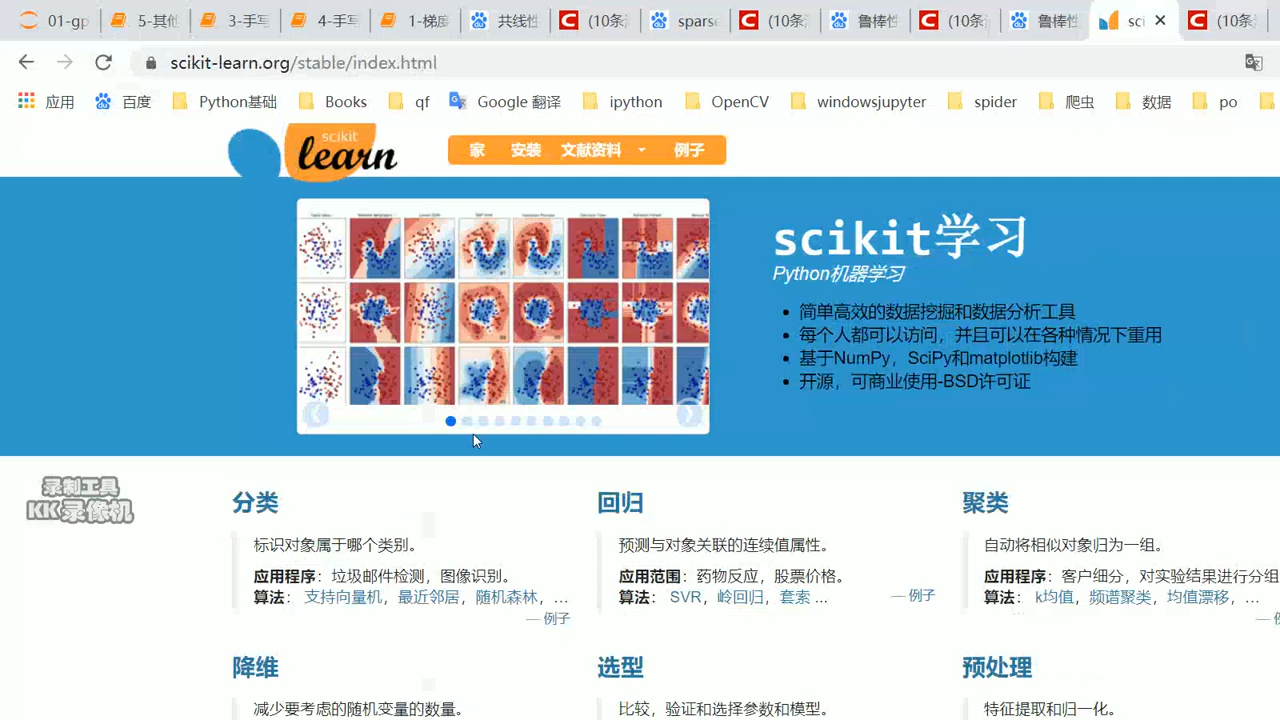 01-gp
5-其他
3-手写
4-手写
1-梯度
共线性
(10条
sparse
(10条
鲁棒性
(10条
鲁棒性
sci
(10条
scikit-learn.org/stable/index.html
应用
百度
Python基础
Books
qf
Google 翻译
ipython
OpenCV
windowsjupyter
spider
爬虫
数据
po
scikit
learn
家 安装 文献资料 例子
scikit学习
Python机器学习
简单高效的数据挖掘和数据分析工具
每个人都可以访问，并且可以在各种情况下重用
基于NumPy，SciPy和matplotlib构建
开源，可商业使用-BSD许可证
录制工具
KK录像机
分类
标识对象属于哪个类别。
应用程序：垃圾邮件检测，图像识别。
算法： 支持向量机，最近邻居，随机森林，...
— 例子
回归
预测与对象关联的连续值属性。
应用范围：药物反应，股票价格。
算法： SVR，岭回归，套索 ...
— 例子
聚类
自动将相似对象归为一组。
应用程序：客户细分，对实验结果进行分组
算法： k均值，频谱聚类，均值漂移，...
降维
减少要考虑的随机变量的数量。
选型
比较，验证和选择参数和模型。
预处理
特征提取和归一化。